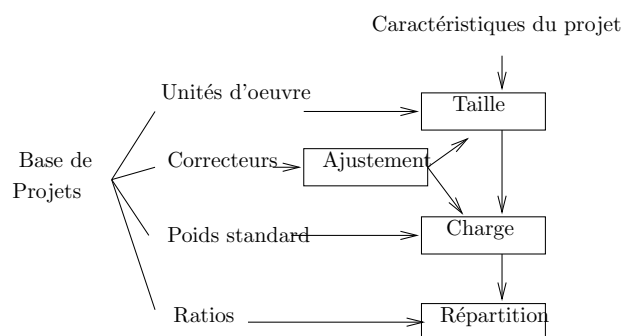 Caractéristiques du projet
Unités d'oeuvre
Taille
Base de
Projets
Correcteurs
Ajustement
Poids standard
Charge
Ratios
Répartition